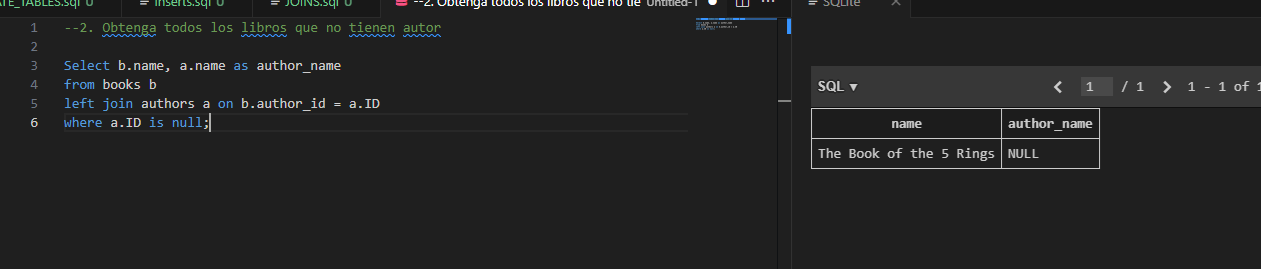 ATE_TABLES.sql U
Inserts.sql U
JOINS.sql U
--2. Obtenga todos los libros que no tie Untitled-1
SQLite
1 --2. Obtenga todos los libros que no tienen autor
2
3 Select b.name, a.name as author_name
4 from books b
5 left join authors a on b.author_id = a.ID
6 where a.ID is null;
SQL ▼
1 / 1
1 - 1 of 1
name author_name
The Book of the 5 Rings NULL